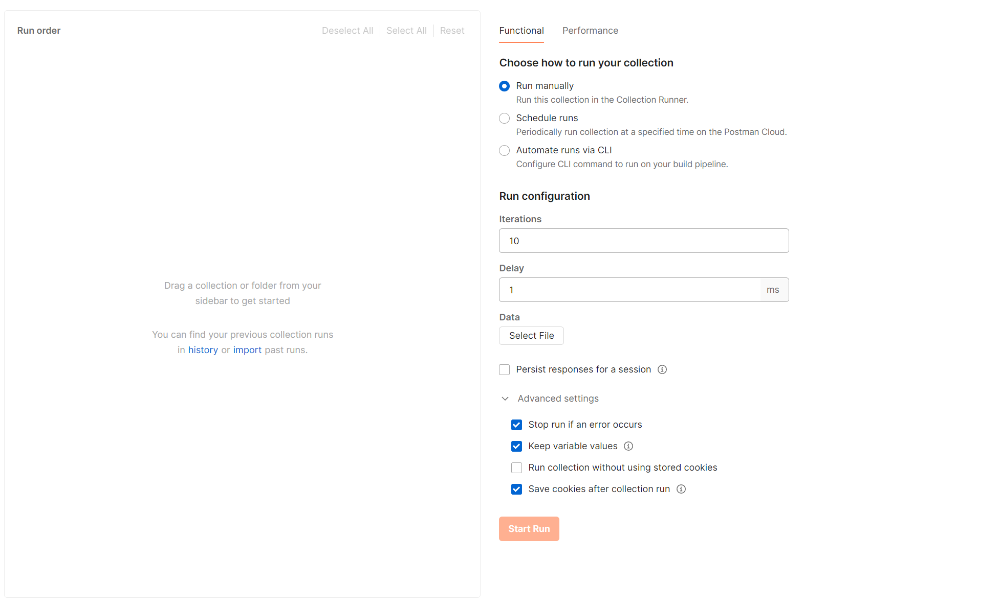 Run order
Deselect All
Select All
Reset
Drag a collection or folder from your
sidebar to get started
You can find your previous collection runs
in history or import past runs.
Functional
Performance
Choose how to run your collection
Run manually
Run this collection in the Collection Runner.
Schedule runs
Periodically run collection at a specified time on the Postman Cloud.
Automate runs via CLI
Configure CLI command to run on your build pipeline.
Run configuration
Iterations
10
Delay
1
ms
Data
Select File
Persist responses for a session
Advanced settings
Stop run if an error occurs
Keep variable values
Run collection without using stored cookies
Save cookies after collection run
Start Run